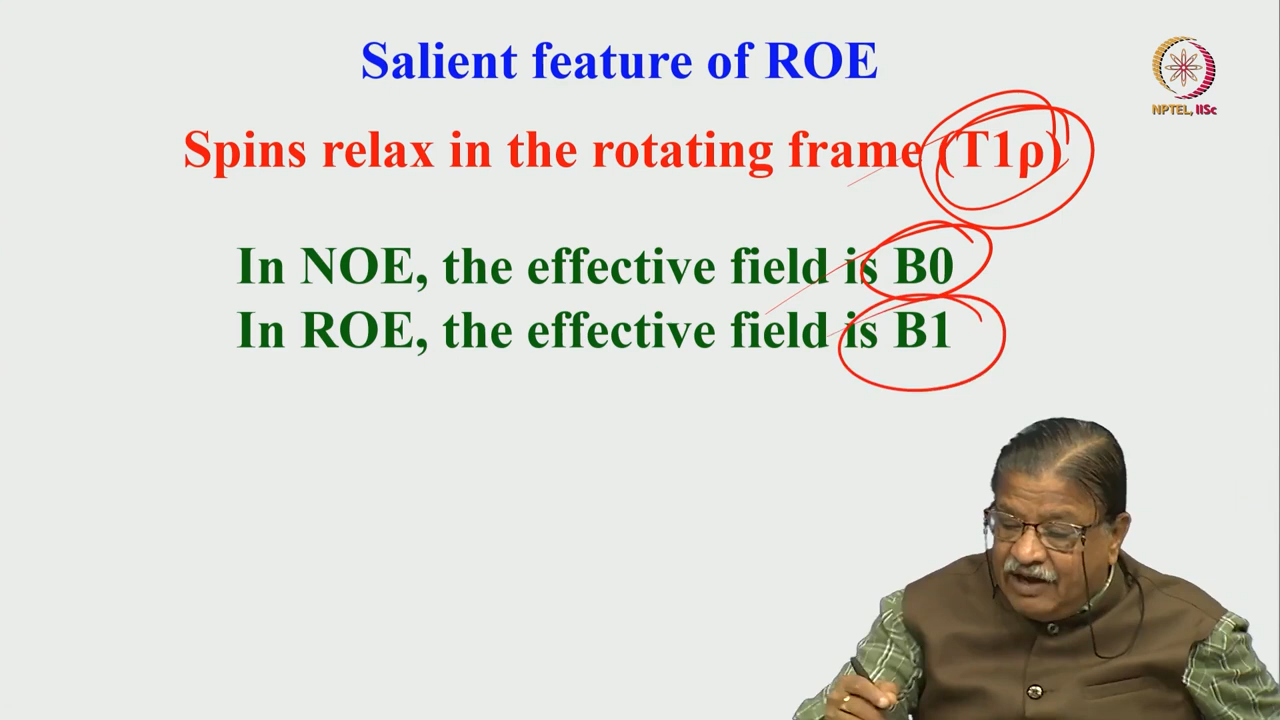 Salient feature of ROE
NPTEL, IISc
Spins relax in the rotating frame (T1ρ)
In NOE, the effective field is B0
In ROE, the effective field is B1